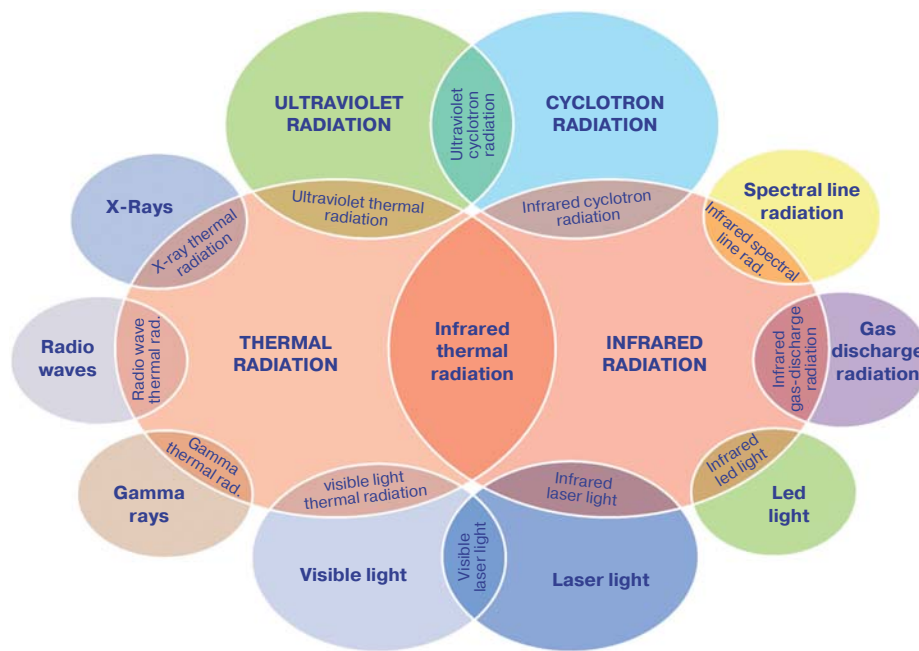 ULTRAVIOLET
RADIATION
Ultraviolet
cyclotron
radiation
CYCLOTRON
RADIATION
X-Rays
X-ray thermal
radiation
Ultraviolet thermal
radiation
Infrared cyclotron
radiation
Infrared spectral
line rad.
Spectral line
radiation
Radio
waves
Radio wave
thermal rad.
THERMAL
RADIATION
Infrared
thermal
radiation
INFRARED
RADIATION
Infrared
gas-discharge
radiation
Gas
discharge
radiation
Gamma
rays
Gamma
thermal rad.
visible light
thermal radiation
Infrared
laser light
Infrared
led light
Led
light
Visible light
Visible
laser light
Laser light